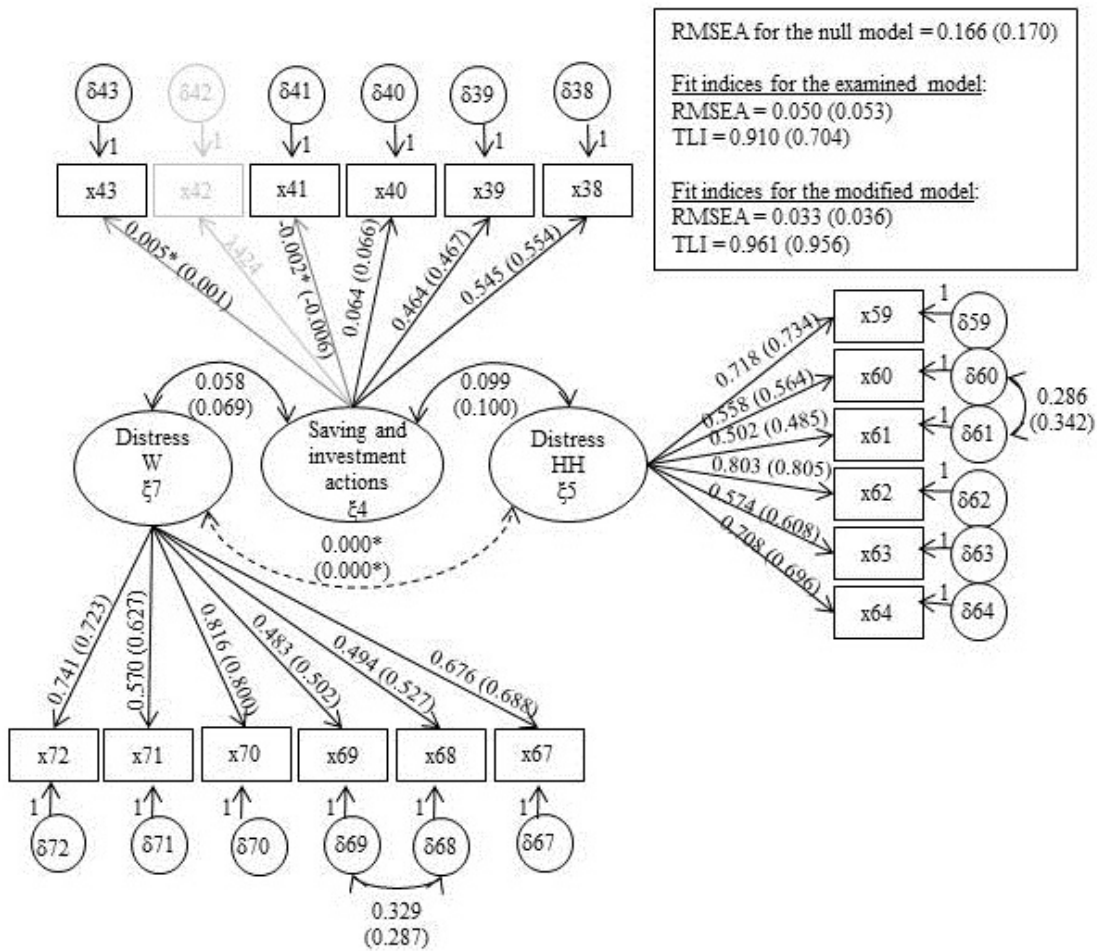 RMSEA for the null model = 0.166 (0.170)
Fit indices for the examined model:
RMSEA = 0.050 (0.053)
TLI = 0.910 (0.704)
Fit indices for the modified model:
RMSEA = 0.033 (0.036)
TLI = 0.961 (0.956)
δ43 δ42 δ41 δ40 δ39 δ38
1 1 1 1 1 1
x43 x42 x41 x40 x39 x38
0.005* (0.001)
λ424
-0.002* (-0.006)
0.064 (0.066)
0.464 (0.467)
0.545 (0.554)
0.058
(0.069)
0.099
(0.100)
Distress
W
ξ7
Saving and
investment
actions
ξ4
Distress
HH
ξ5
0.000*
(0.000*)
0.718 (0.734)
0.558 (0.564)
0.502 (0.485)
0.803 (0.805)
0.574 (0.608)
0.708 (0.696)
x59 1 δ59
x60 1 δ60
x61 1 δ61
x62 1 δ62
x63 1 δ63
x64 1 δ64
0.286
(0.342)
0.741 (0.723)
0.570 (0.627)
0.816 (0.800)
0.483 (0.502)
0.494 (0.527)
0.676 (0.688)
x72 x71 x70 x69 x68 x67
1 1 1 1 1 1
δ72 δ71 δ70 δ69 δ68 δ67
0.329
(0.287)